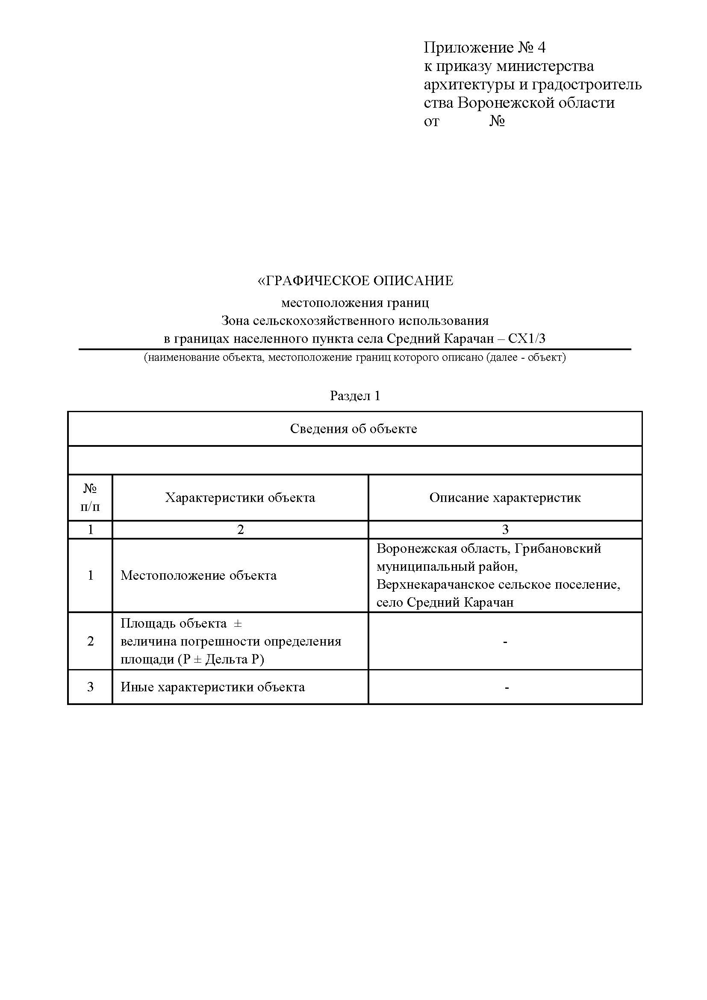 Приложение № 4
к приказу министерства
архитектуры и градостроитель
ства Воронежской области
от №
«ГРАФИЧЕСКОЕ ОПИСАНИЕ
местоположения границ
Зона сельскохозяйственного использования
в границах населенного пункта села Средний Карачан – СХ1/3
(наименование объекта, местоположение границ которого описано (далее - объект)
Раздел 1
Сведения об объекте
№
п/п
Характеристики объекта
Описание характеристик
1
2
3
1
Местоположение объекта
Воронежская область, Грибановский
муниципальный район,
Верхнекарачанское сельское поселение,
село Средний Карачан
2
Площадь объекта ±
величина погрешности определения
площади (Р ± Дельта Р)
-
3
Иные характеристики объекта
-